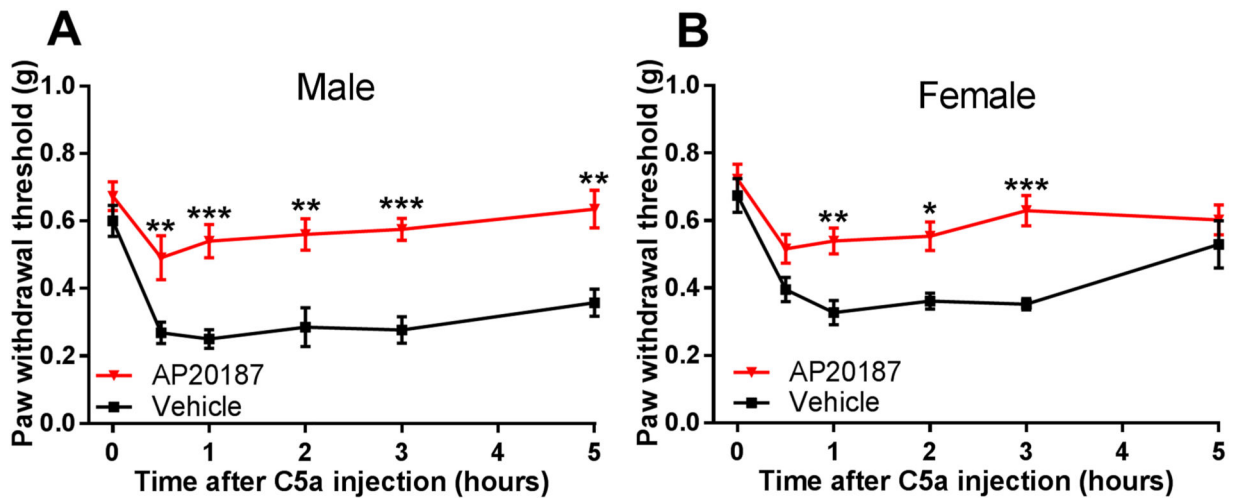 A
Male
Paw withdrawal threshold (g)
1.0
0.8
0.6
0.4
0.2
0.0
**
***
**
***
**
AP20187
Vehicle
0 1 2 3 4 5
Time after C5a injection (hours)
B
Female
Paw withdrawal threshold (g)
1.0
0.8
0.6
0.4
0.2
0.0
**
*
***
AP20187
Vehicle
0 1 2 3 4 5
Time after C5a injection (hours)